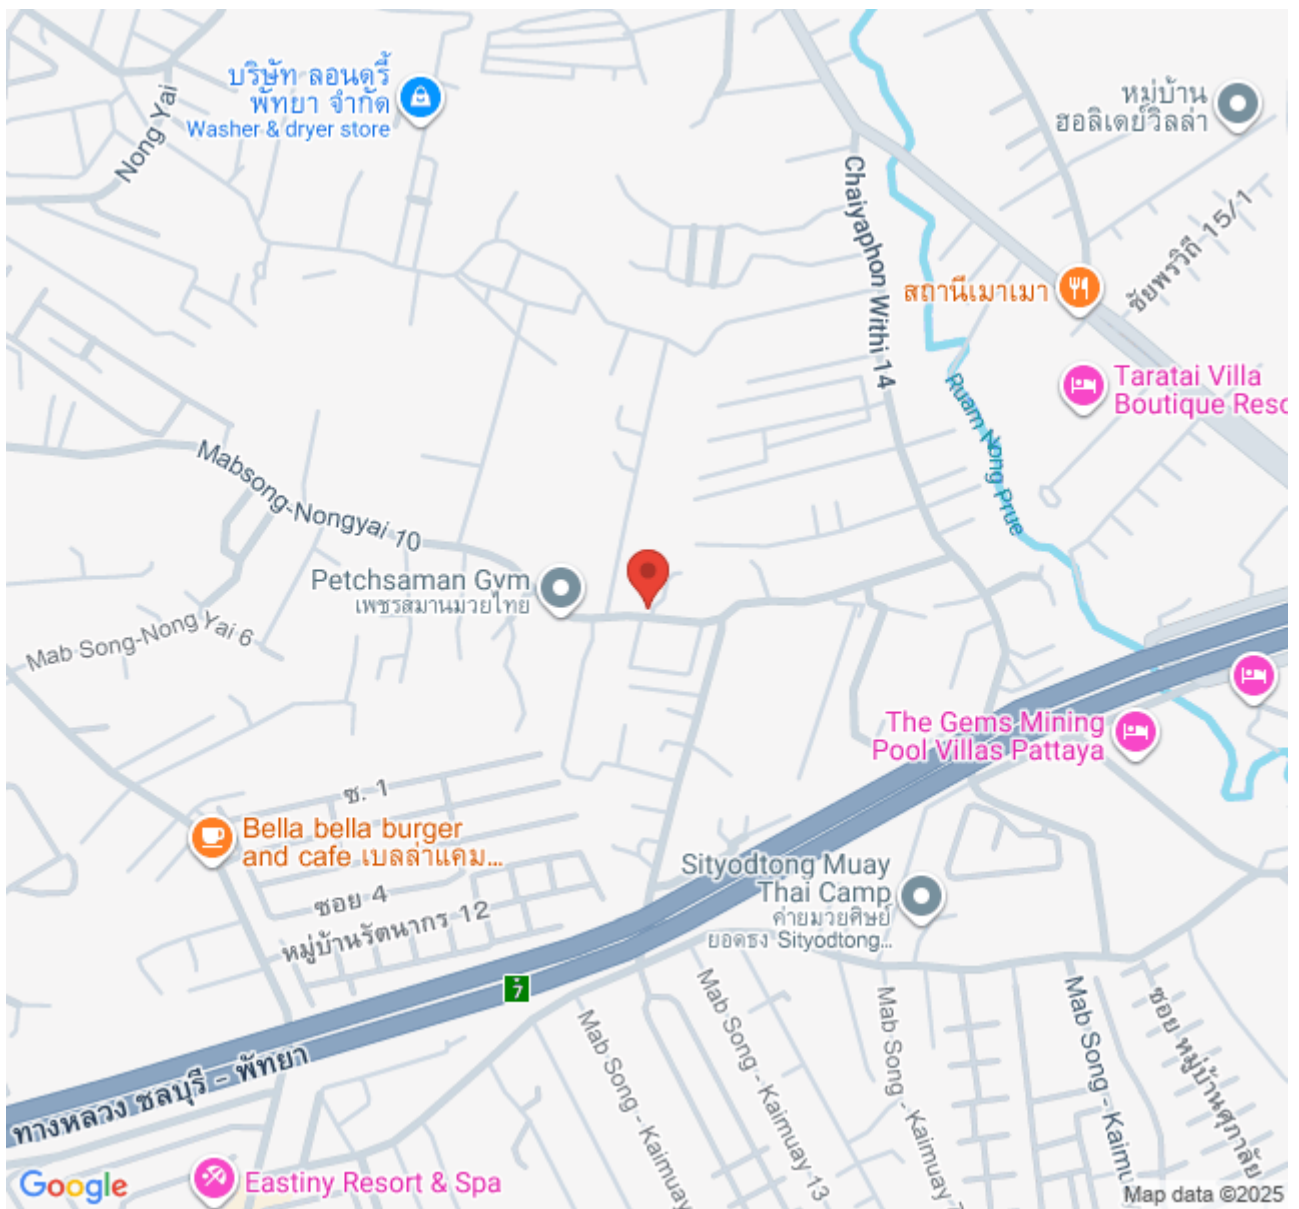 บริษัท ลอนดรี้
พัทยา จำกัด
Washer & dryer store
Nong Yai
หมู่บ้าน
ฮอลิเดย์วิลล่า
Chaiyaphon Withi 14
ชัยพรวิถี 15/1
สถานีเมาเมา
Taratai Villa
Boutique Reso
Ruam Nong Prue
Mabsong-Nongyai 10
Petchsaman Gym
เพชรสมานมวยไทย
Mab Song-Nong Yai 6
The Gems Mining
Pool Villas Pattaya
ซ. 1
Bella bella burger
and cafe เบลล่าแคม...
ซอย 4
หมู่บ้านรัตนากร 12
Sityodtong Muay
Thai Camp
ค่ายมวยศิษย์
ยอดธง Sityodtong...
7
ทางหลวง ชลบุรี - พัทยา
Mab Song - Kaimuay
Mab Song - Kaimuay 13
Mab Song - Kaimuay 7
Mab Song - Kaimu
ซอย หมู่บ้านศุภาลัย
Eastiny Resort & Spa
Google
Map data ©2025